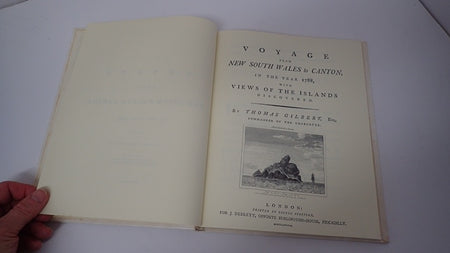 VOYAGE
FROM
NEW SOUTH WALES to CANTON,
IN THE YEAR 1788,
WITH
VIEWS OF THE ISLANDS
DISCOVERED.
By THOMAS GILBERT, Esq.
COMMANDER OF THE CHARLOTTE.
LONDON:
PRINTED BY GEORGE STAFFORD,
FOR J. DEBRETT, OPPOSITE BURLINGTON-HOUSE, PICCADILLY.